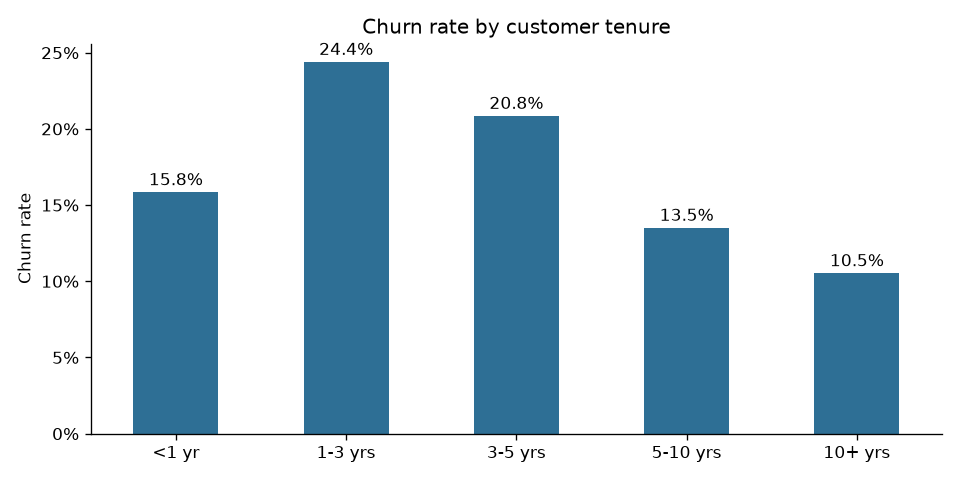 Churn rate by customer tenure
Churn rate
25%
20%
15%
10%
5%
0%
15.8%
24.4%
20.8%
13.5%
10.5%
<1 yr
1-3 yrs
3-5 yrs
5-10 yrs
10+ yrs